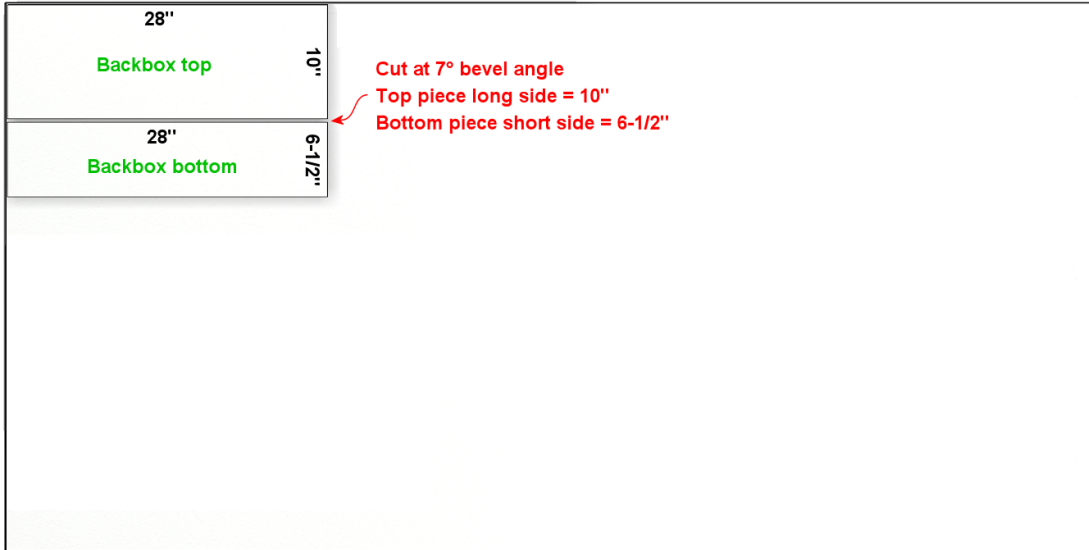 28"
Backbox top
10"
Cut at 7° bevel angle
Top piece long side = 10"
Bottom piece short side = 6-1/2"
28"
Backbox bottom
6-1/2"